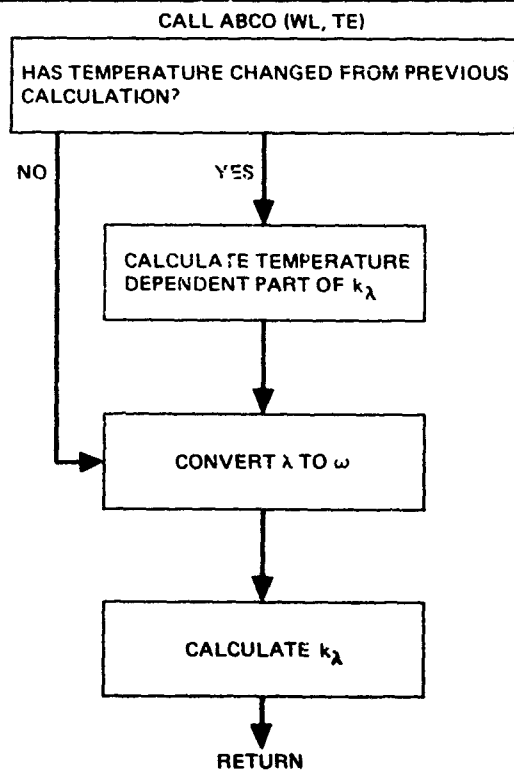 CALL ABCO (WL, TE)
HAS TEMPERATURE CHANGED FROM PREVIOUS
CALCULATION?
NO
YES
CALCULATE TEMPERATURE
DEPENDENT PART OF kλ
CONVERT λ TO ω
CALCULATE kλ
RETURN